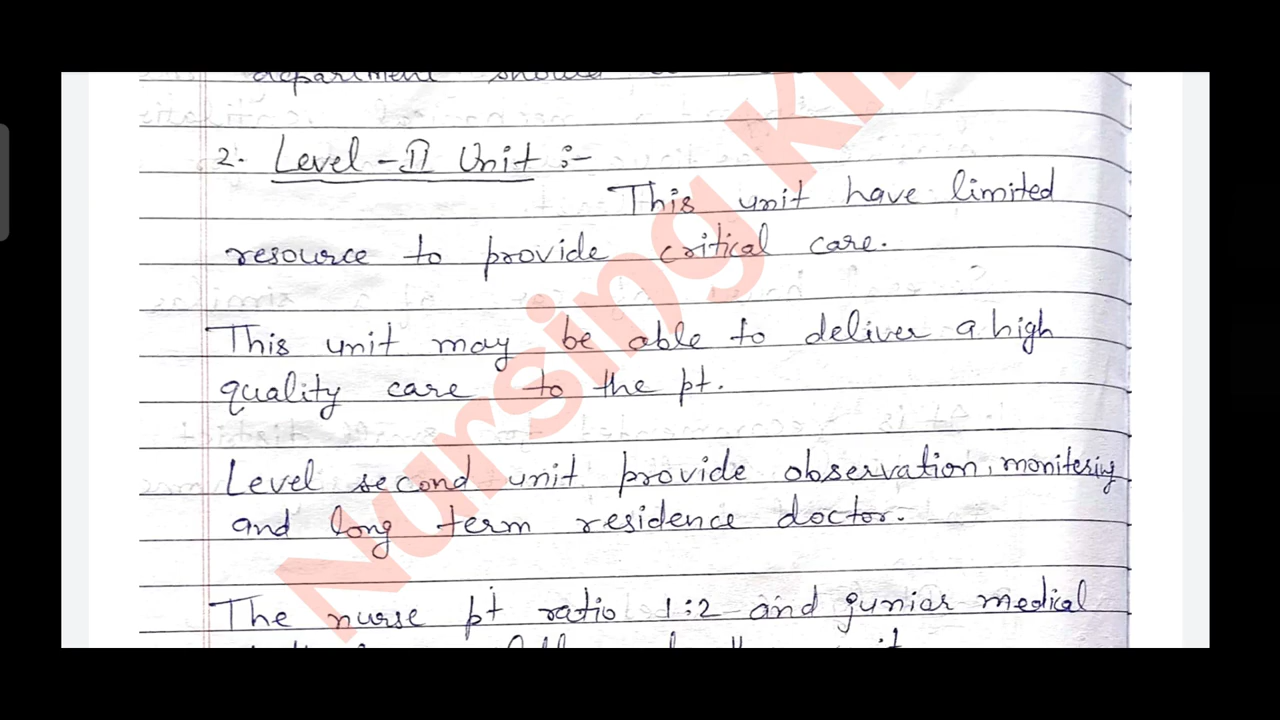 department should
2. Level - II Unit :-
This unit have limited
resource to provide critical care.
This unit may be able to deliver a high
quality care to the pt.
Level second unit provide observation, monitering
and long term residence doctor.
The nurse pt ratio 1:2 and junior medical
Nursing